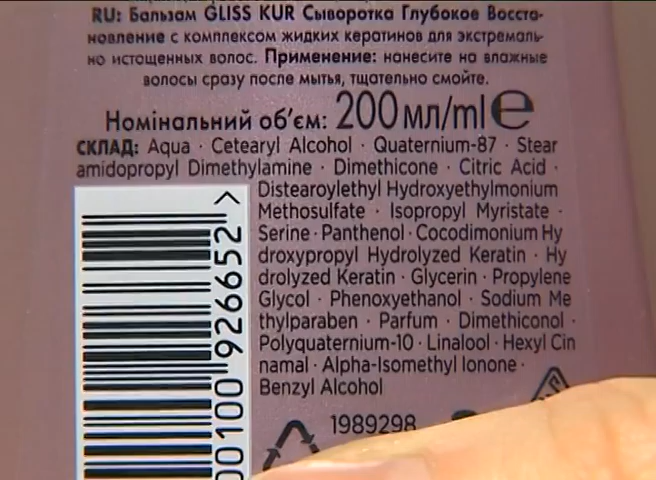 RU: Бальзам GLISS KUR Сыворотка Глубокое Восста-
новление с комплексом жидких кератинов для экстремаль-
но истощенных волос. Применение: нанесите на влажные
волосы сразу после мытья, тщательно смойте.
Номінальний об'єм: 200 мл/ml ℮
СКЛАД: Aqua · Cetearyl Alcohol · Quaternium-87 · Stear
amidopropyl Dimethylamine · Dimethicone · Citric Acid ·
Distearoylethyl Hydroxyethylmonium
Methosulfate · Isopropyl Myristate ·
Serine · Panthenol · Cocodimonium Hy
droxypropyl Hydrolyzed Keratin · Hy
drolyzed Keratin · Glycerin · Propylene
Glycol · Phenoxyethanol · Sodium Me
thylparaben · Parfum · Dimethiconol ·
Polyquaternium-10 · Linalool · Hexyl Cin
namal · Alpha-Isomethyl Ionone ·
Benzyl Alcohol
1989298
00100 926652 >